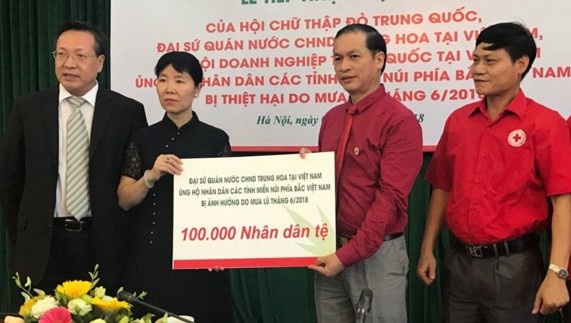 LỄ TIẾP
CỦA HỘI CHỮ THẬP ĐỎ TRUNG QUỐC,
ĐẠI SỨ QUÁN NƯỚC CHND TRUNG HOA TẠI VIỆT NAM,
HỘI DOANH NGHIỆP QUỐC TẠI VIỆT NAM
ỦNG HỘ NHÂN DÂN CÁC TỈNH NÚI PHÍA BẮC VIỆT NAM
BỊ THIỆT HẠI DO MƯA THÁNG 6/2018
Hà Nội, ngày 18
ĐẠI SỨ QUÁN NƯỚC CHND TRUNG HOA TẠI VIỆT NAM
ỦNG HỘ NHÂN DÂN CÁC TỈNH MIỀN NÚI PHÍA BẮC VIỆT NAM
BỊ ẢNH HƯỞNG DO MƯA LŨ THÁNG 6/2018
100.000 Nhân dân tệ